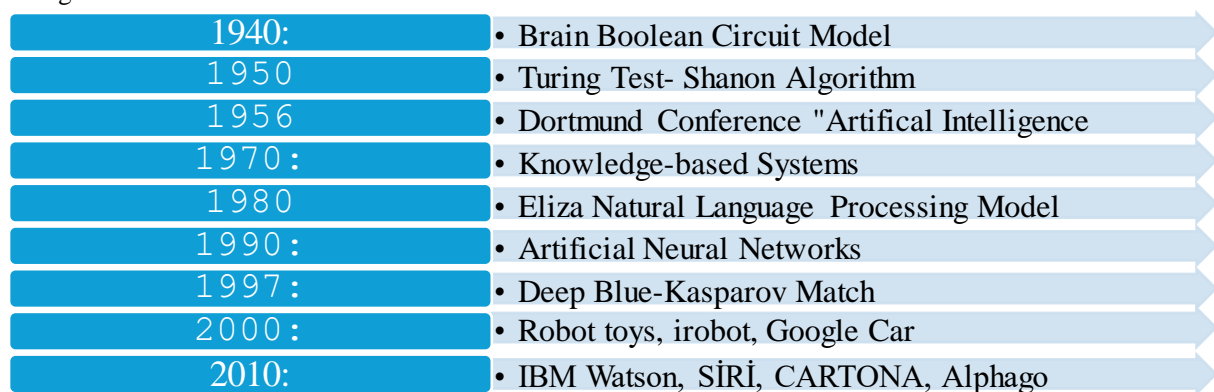 1940:
• Brain Boolean Circuit Model
1950
• Turing Test- Shanon Algorithm
1956
• Dortmund Conference "Artifical Intelligence
1970:
• Knowledge-based Systems
1980
• Eliza Natural Language Processing Model
1990:
• Artificial Neural Networks
1997:
• Deep Blue-Kasparov Match
2000:
• Robot toys, irobot, Google Car
2010:
• IBM Watson, SİRİ, CARTONA, Alphago